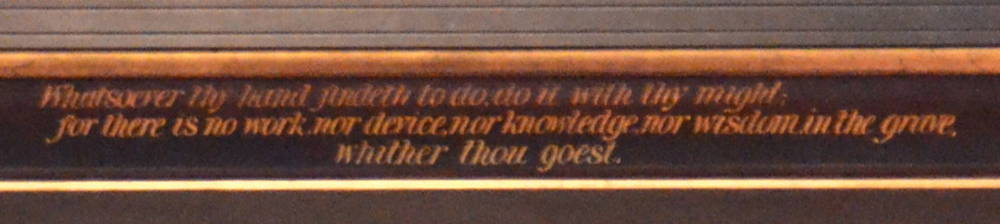 Whatsoever thy hand findeth to do, do it with thy might;
for there is no work, nor device, nor knowledge, nor wisdom, in the grave,
whither thou goest.